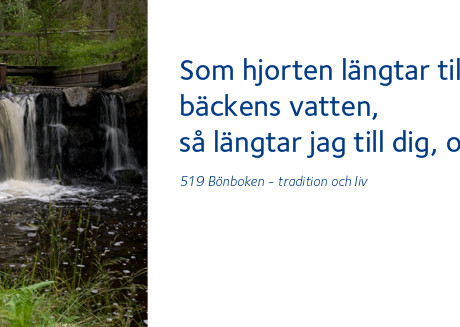 Som hjorten längtar til
bäckens vatten,
så längtar jag till dig, o
519 Bönboken – tradition och liv